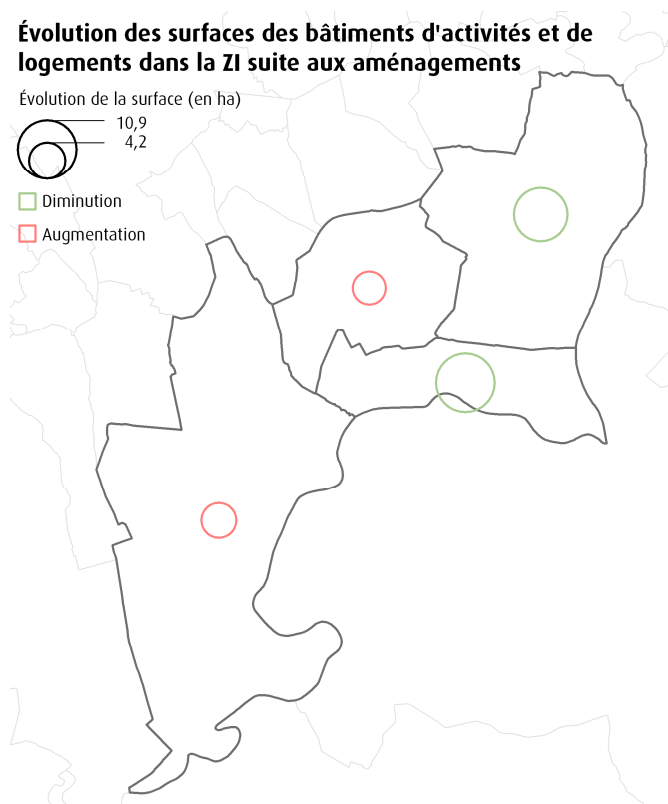 Évolution des surfaces des bâtiments d'activités et de
logements dans la ZI suite aux aménagements
Évolution de la surface (en ha)
10,9
4,2
Diminution
Augmentation